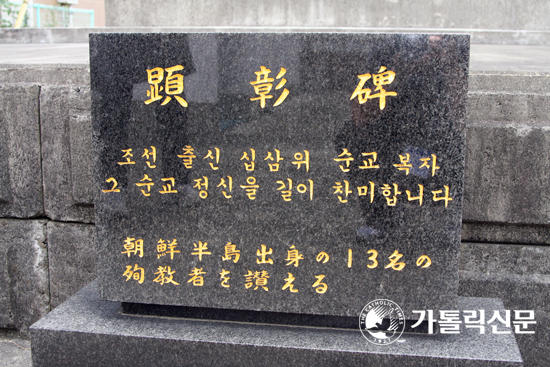 顕彰碑
조선 출신 십삼위 순교 복자
그 순교 정신을 길이 찬미합니다
朝鮮半島出身の13名の
殉教者を讃える
가톨릭신문